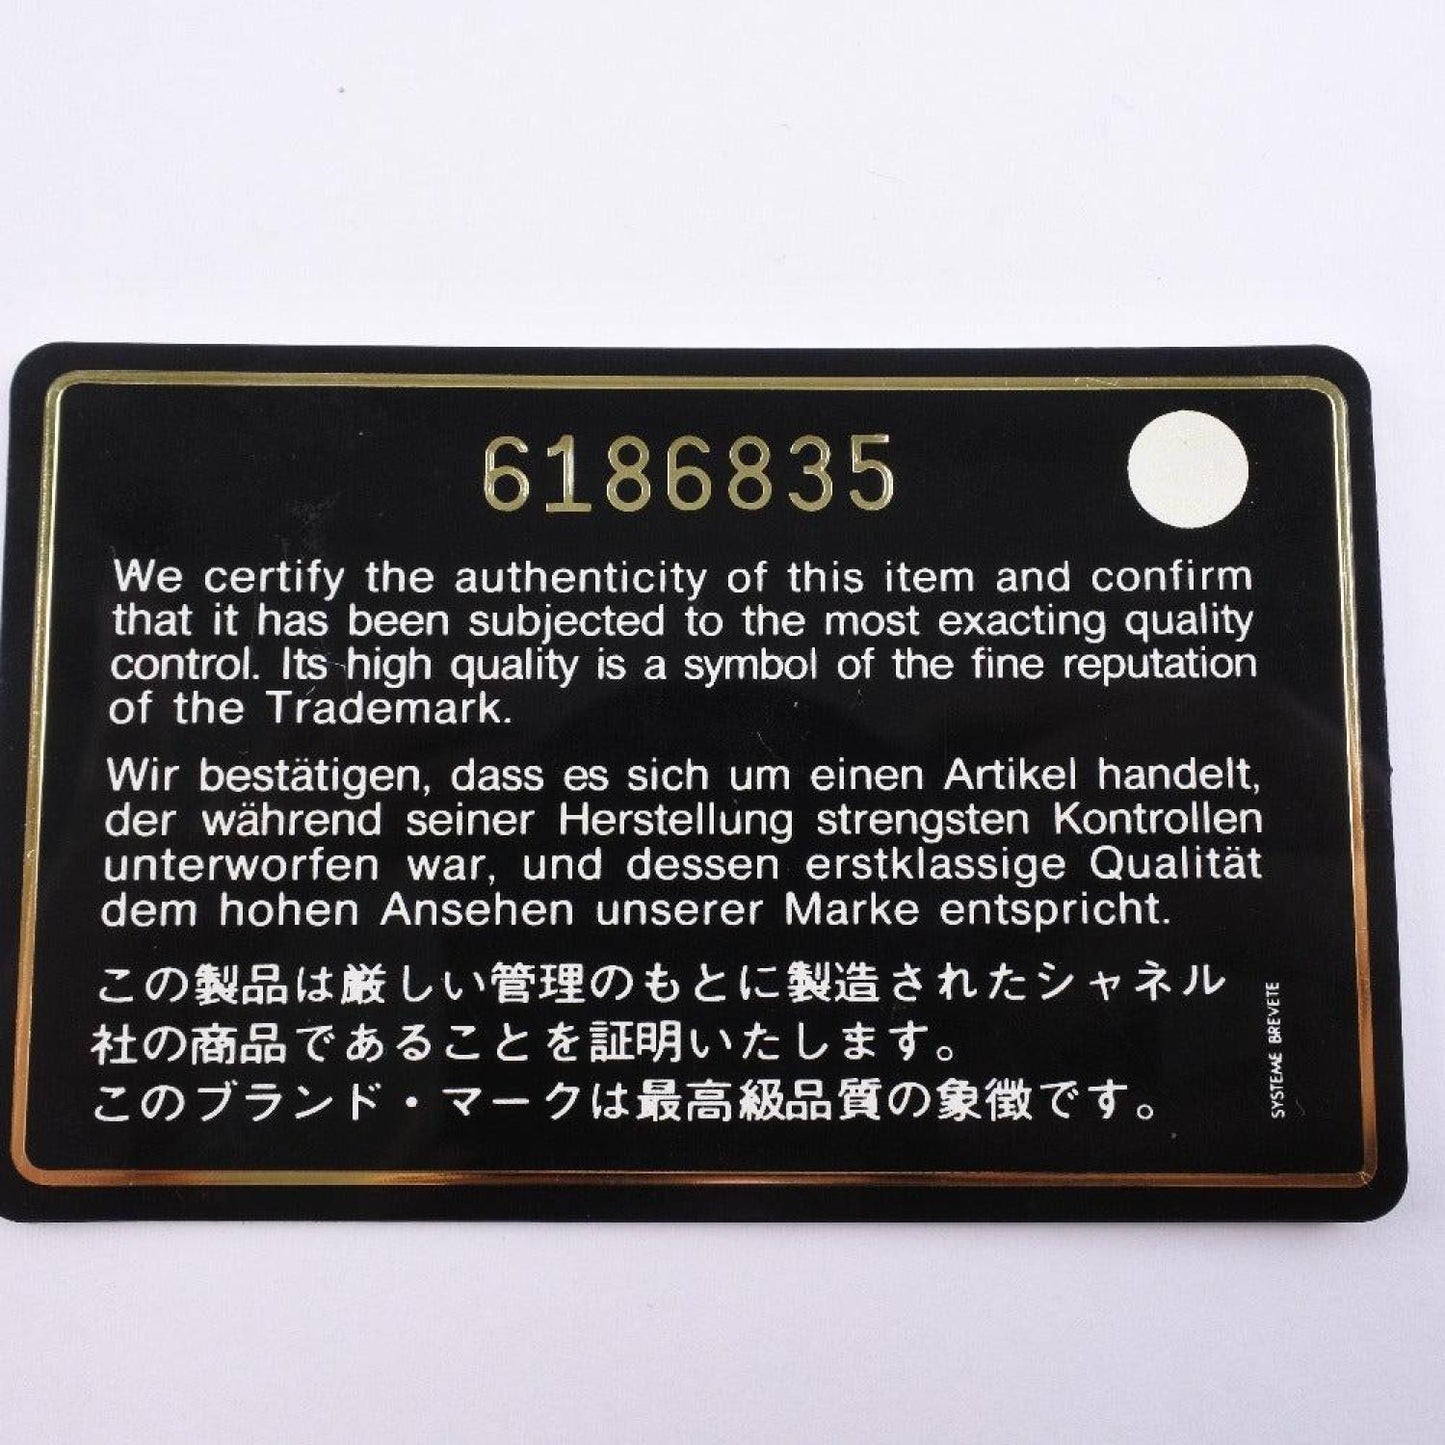 6186835
We certify the authenticity of this item and confirm
that it has been subjected to the most exacting quality
control. Its high quality is a symbol of the fine reputation
of the Trademark.
Wir bestätigen, dass es sich um einen Artikel handelt,
der während seiner Herstellung strengsten Kontrollen
unterworfen war, und dessen erstklassige Qualität
dem hohen Ansehen unserer Marke entspricht.
この製品は厳しい管理のもとに製造されたシャネル
社の商品であることを証明いたします。
このブランド・マークは最高級品質の象徴です。
SYSTEME BREVETE